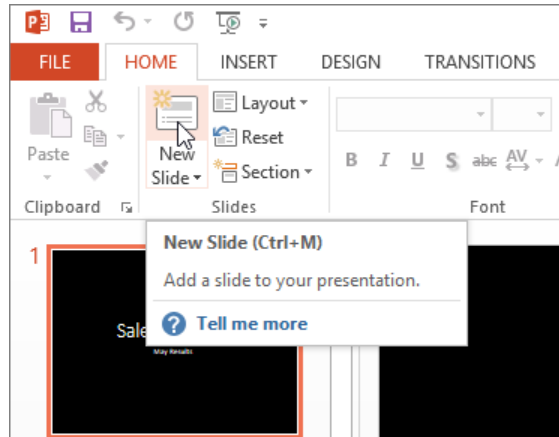 P
FILE HOME INSERT DESIGN TRANSITIONS
Paste
New
Slide
Layout
Reset
Section
B I U S abc AV
Clipboard Slides Font
New Slide (Ctrl+M)
Add a slide to your presentation.
? Tell me more
1
Sale
May Results